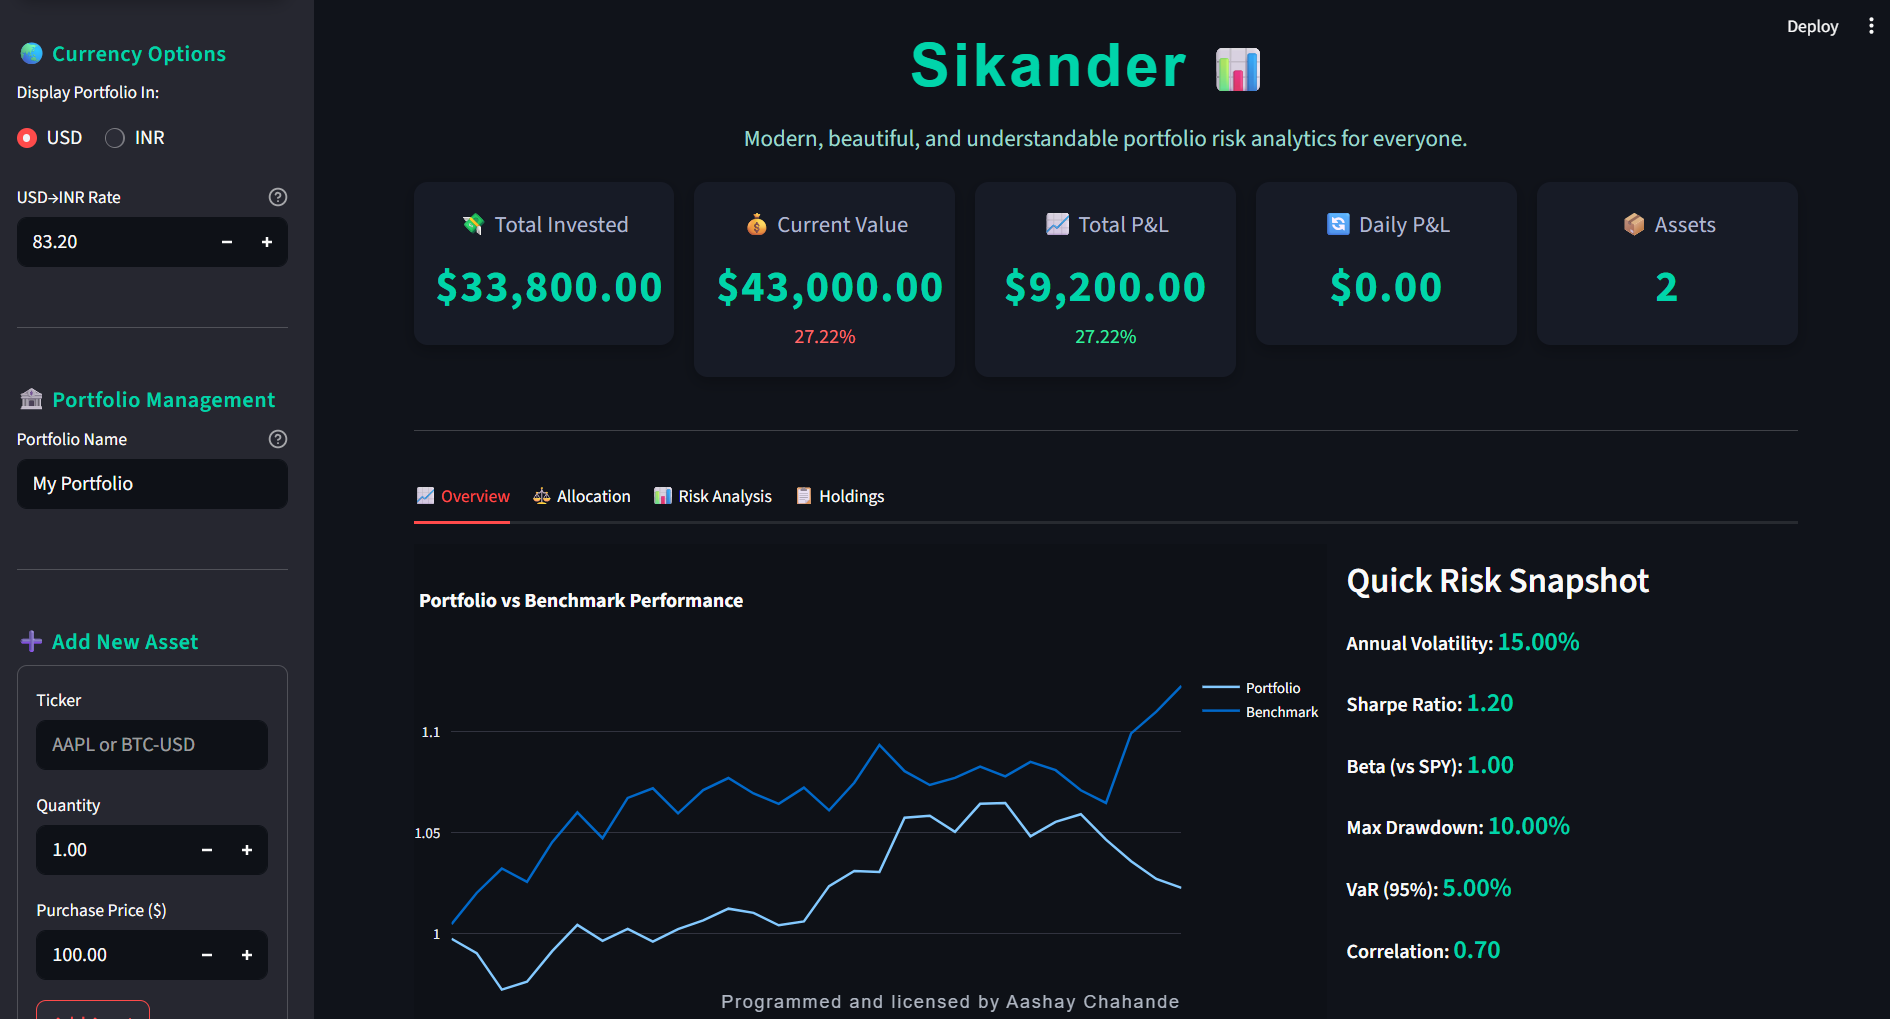 Currency Options
Display Portfolio In:
USD INR
USD→INR Rate
83.20 − +
Portfolio Management
Portfolio Name
My Portfolio
Add New Asset
Ticker
AAPL or BTC-USD
Quantity
1.00 − +
Purchase Price ($)
100.00 − +
Deploy
Sikander
Modern, beautiful, and understandable portfolio risk analytics for everyone.
Total Invested
$33,800.00
Current Value
$43,000.00
27.22%
Total P&L
$9,200.00
27.22%
Daily P&L
$0.00
Assets
2
Overview Allocation Risk Analysis Holdings
Portfolio vs Benchmark Performance
Portfolio
Benchmark
1.1
1.05
1
Quick Risk Snapshot
Annual Volatility: 15.00%
Sharpe Ratio: 1.20
Beta (vs SPY): 1.00
Max Drawdown: 10.00%
VaR (95%): 5.00%
Correlation: 0.70
Programmed and licensed by Aashay Chahande